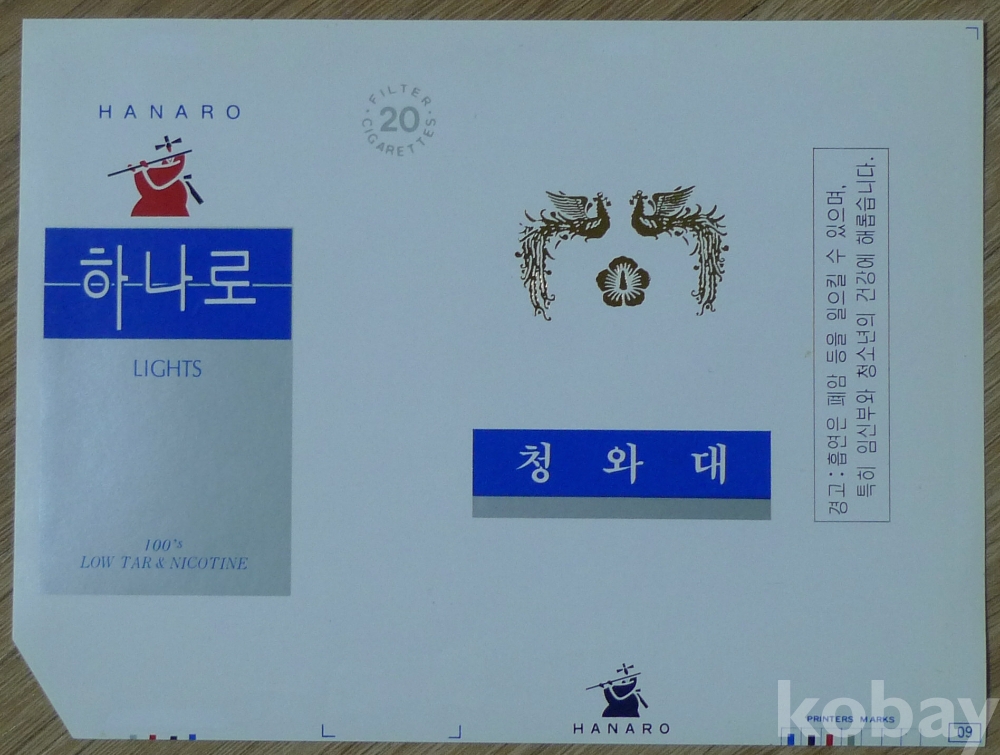 HANARO
하나로
LIGHTS
100's
LOW TAR & NICOTINE
FILTER
20
CIGARETTES
청와대
HANARO
경고 : 흡연은 폐암 등을 일으킬 수 있으며,
특히 임신부와 청소년의 건강에 해롭습니다.
PRINTERS MARKS
09
kobay